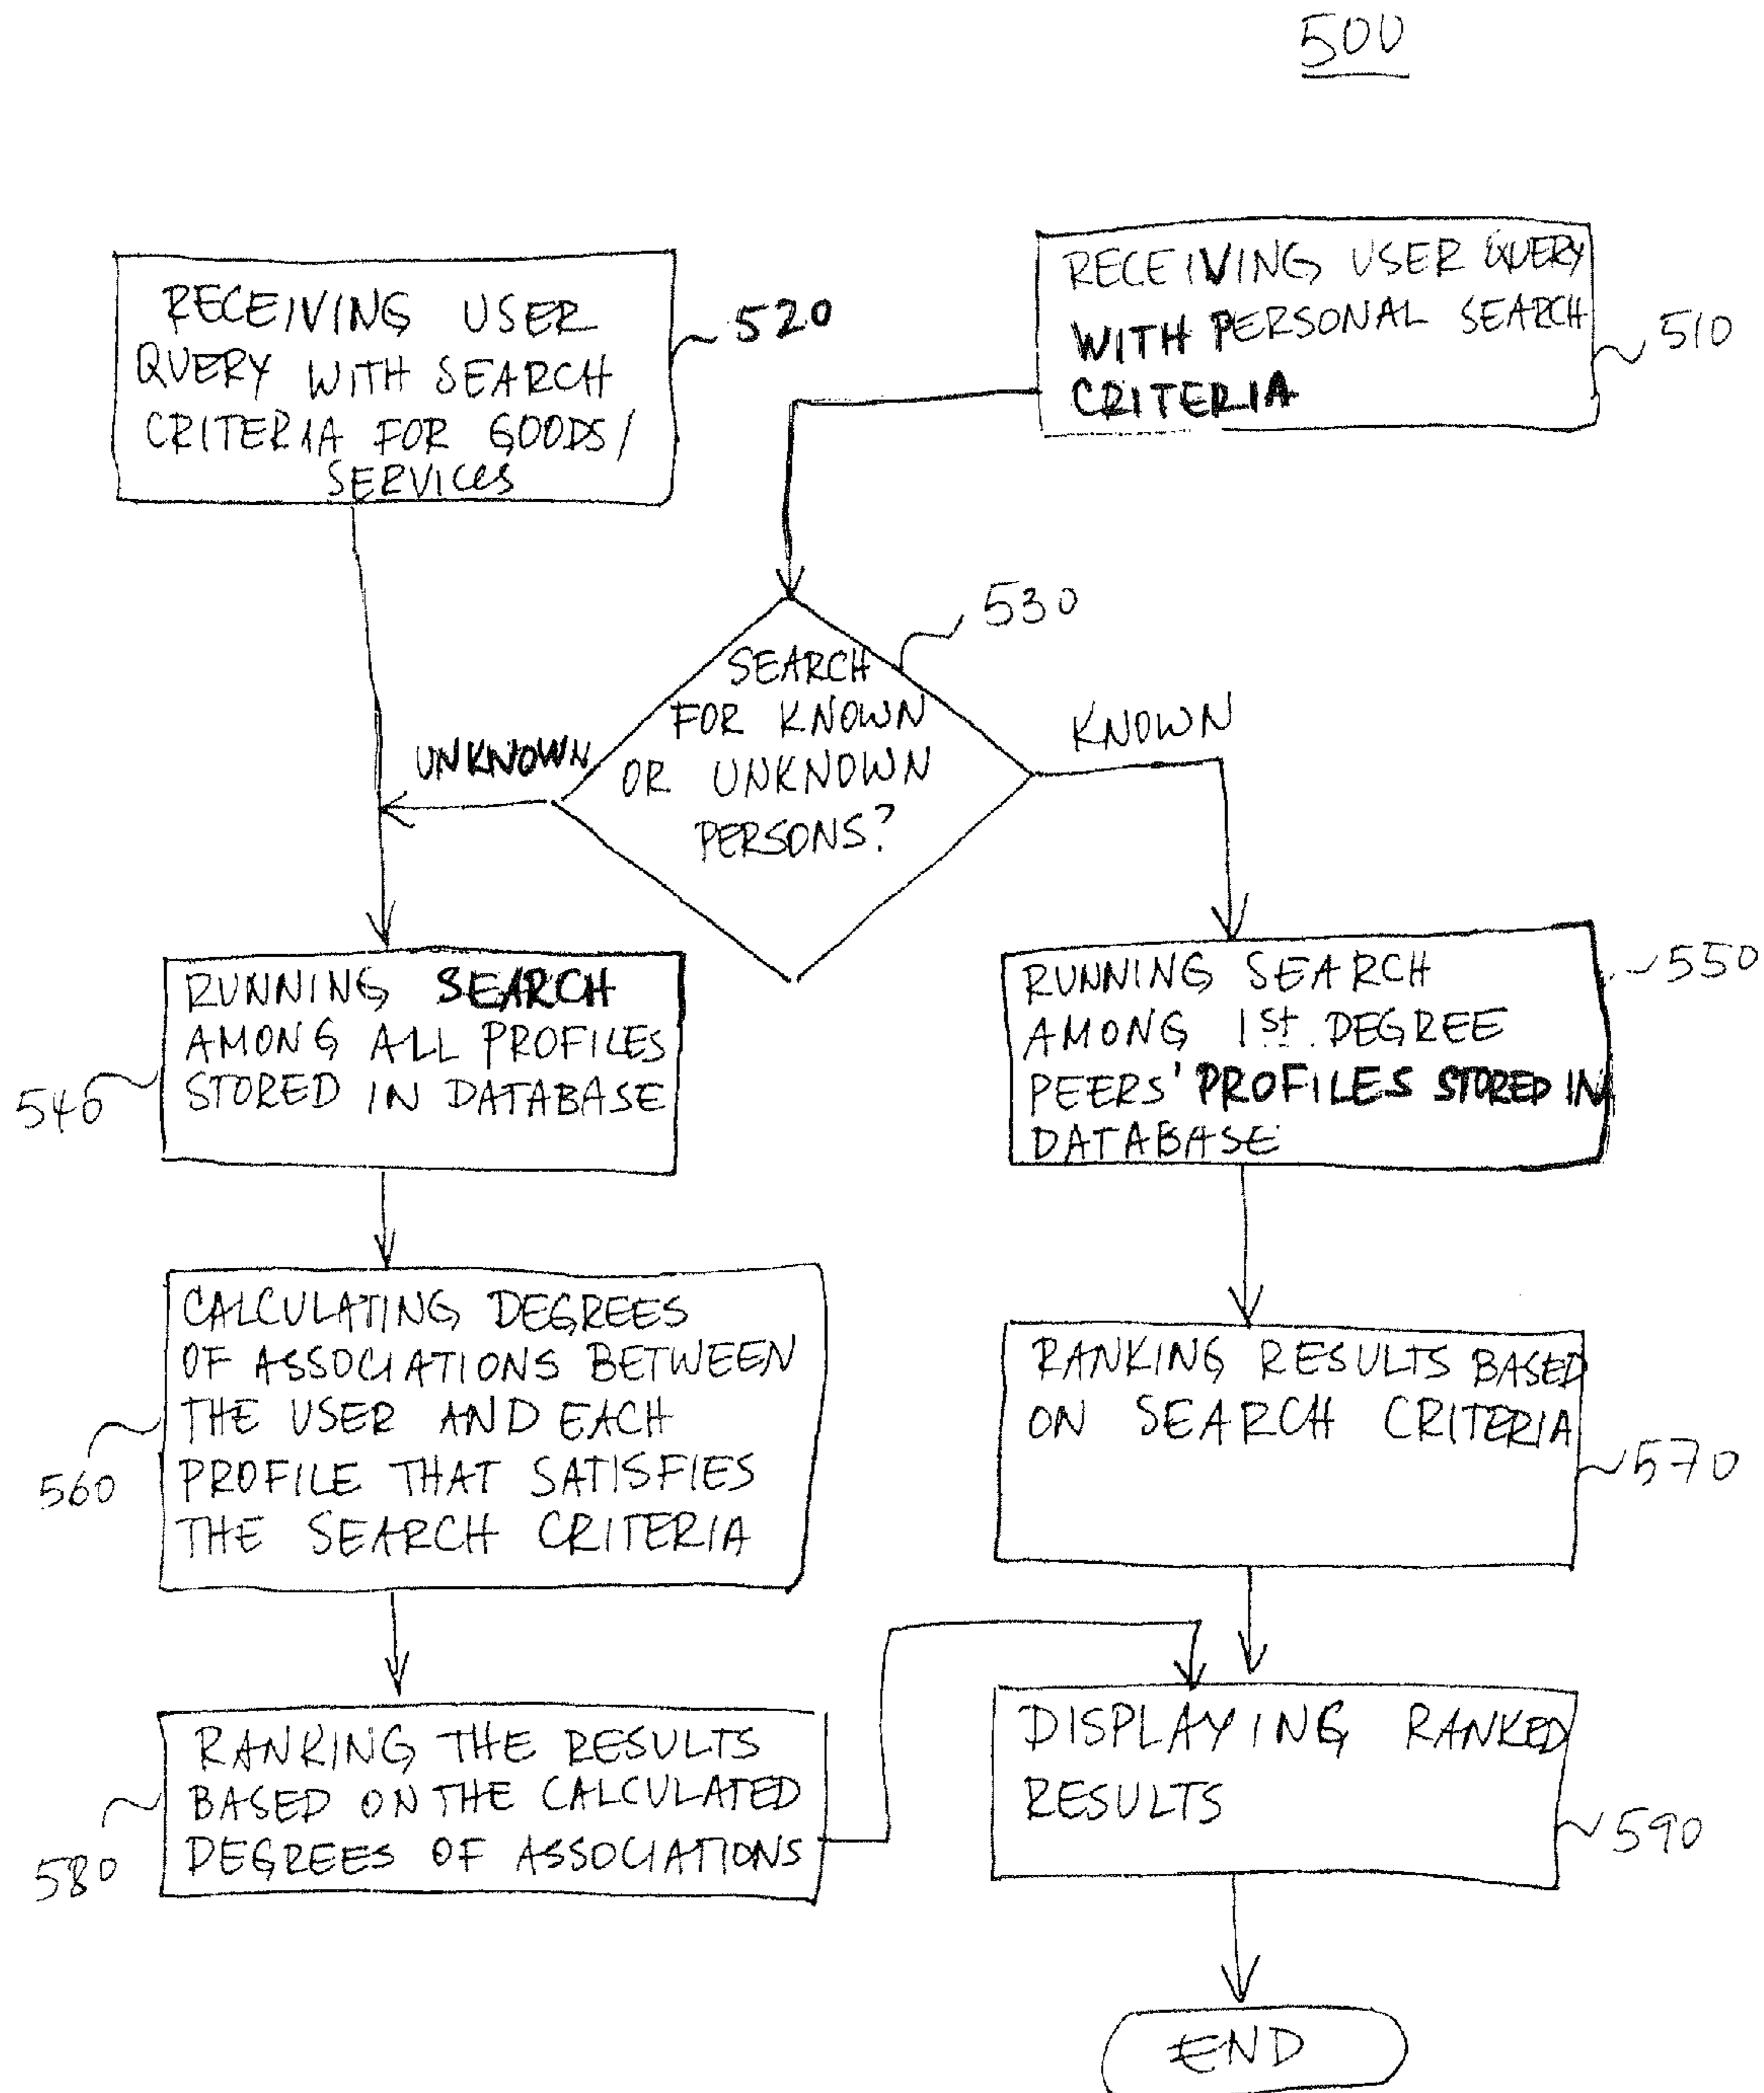 500
RECEIVING USER
QUERY WITH SEARCH
CRITERIA FOR GOODS/
SERVICES
520
RECEIVING USER QUERY
WITH PERSONAL SEARCH
CRITERIA
510
530
SEARCH
FOR KNOWN
OR UNKNOWN
PERSONS?
UNKNOWN
KNOWN
RUNNING SEARCH
AMONG ALL PROFILES
STORED IN DATABASE
540
RUNNING SEARCH
AMONG 1st. DEGREE
PEERS' PROFILES STORED IN
DATABASE
550
CALCULATING DEGREES
OF ASSOCIATIONS BETWEEN
THE USER AND EACH
PROFILE THAT SATISFIES
THE SEARCH CRITERIA
560
RANKING RESULTS BASED
ON SEARCH CRITERIA
570
RANKING THE RESULTS
BASED ON THE CALCULATED
DEGREES OF ASSOCIATIONS
580
DISPLAYING RANKED
RESULTS
590
END